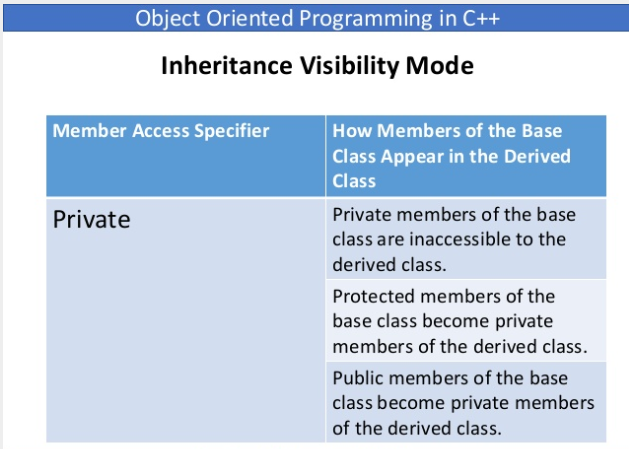 Object Oriented Programming in C++
Inheritance Visibility Mode
Member Access Specifier
How Members of the Base
Class Appear in the Derived
Class
Private
Private members of the base
class are inaccessible to the
derived class.
Protected members of the
base class become private
members of the derived class.
Public members of the base
class become private members
of the derived class.